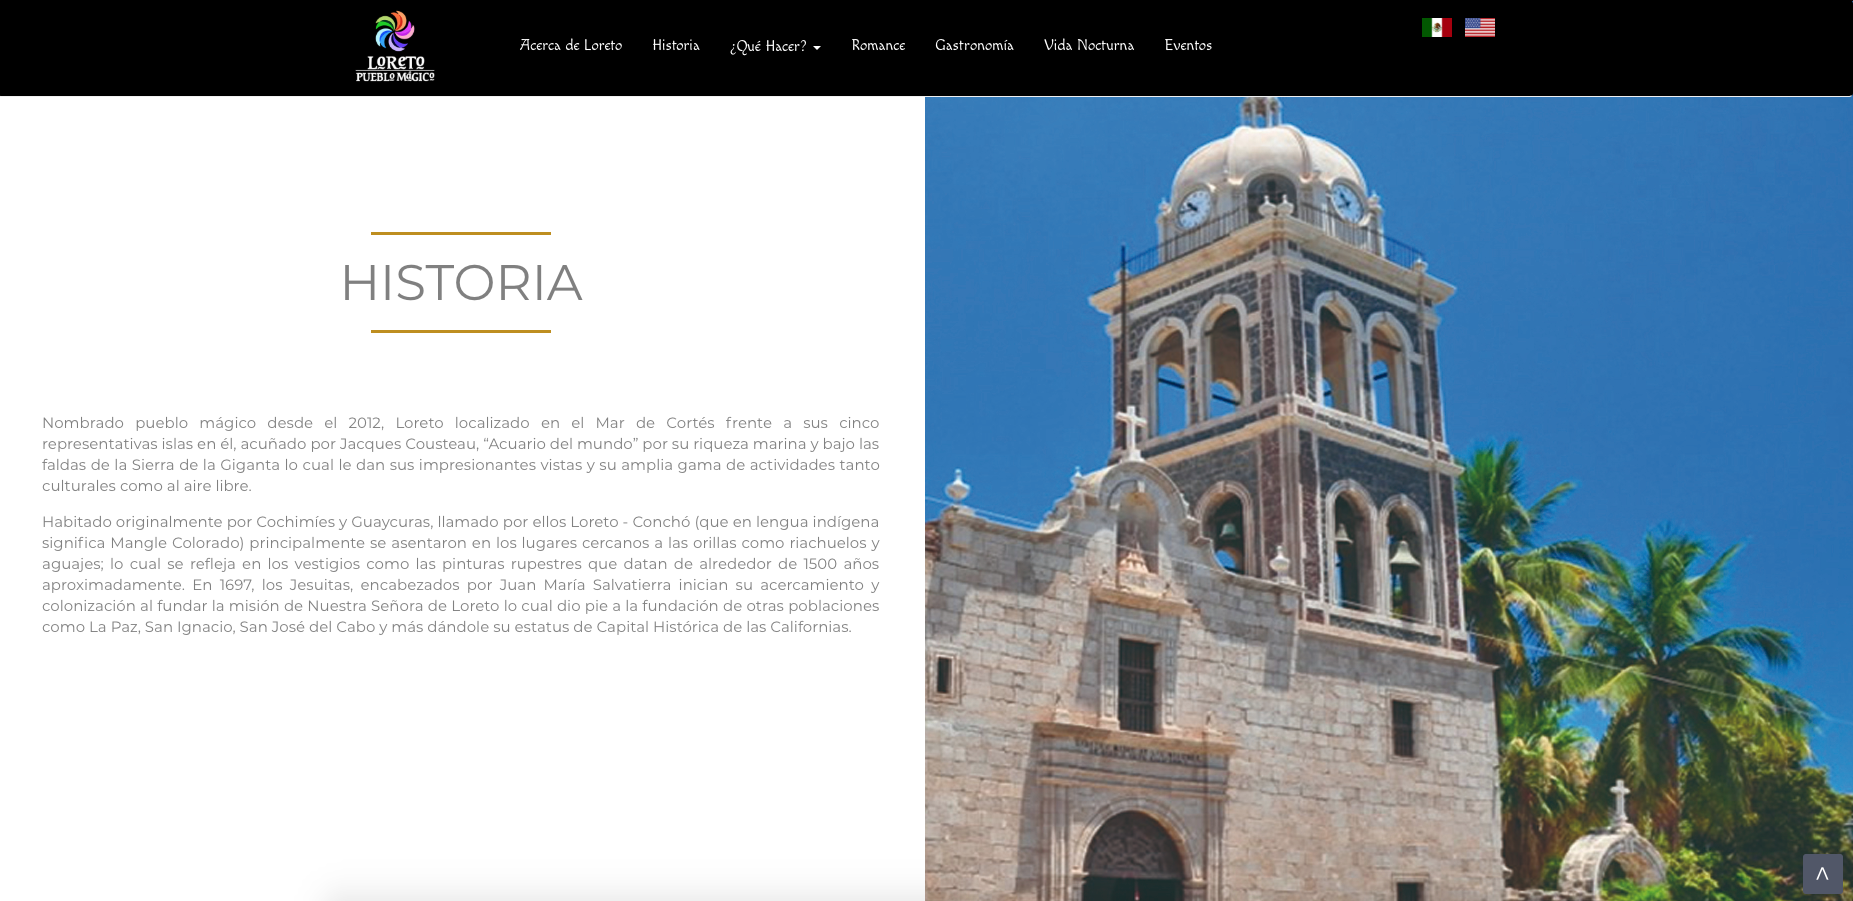 LORETO
PUEBLO MÁGICO
Acerca de Loreto
Historia
¿Qué Hacer?
Romance
Gastronomía
Vida Nocturna
Eventos
HISTORIA
Nombrado pueblo mágico desde el 2012, Loreto localizado en el Mar de Cortés frente a sus cinco
representativas islas en él, acuñado por Jacques Cousteau, “Acuario del mundo” por su riqueza marina y bajo las
faldas de la Sierra de la Giganta lo cual le dan sus impresionantes vistas y su amplia gama de actividades tanto
culturales como al aire libre.
Habitado originalmente por Cochimíes y Guaycuras, llamado por ellos Loreto - Conchó (que en lengua indígena
significa Mangle Colorado) principalmente se asentaron en los lugares cercanos a las orillas como riachuelos y
aguajes; lo cual se refleja en los vestigios como las pinturas rupestres que datan de alrededor de 1500 años
aproximadamente. En 1697, los Jesuitas, encabezados por Juan María Salvatierra inician su acercamiento y
colonización al fundar la misión de Nuestra Señora de Loreto lo cual dio pie a la fundación de otras poblaciones
como La Paz, San Ignacio, San José del Cabo y más dándole su estatus de Capital Histórica de las Californias.